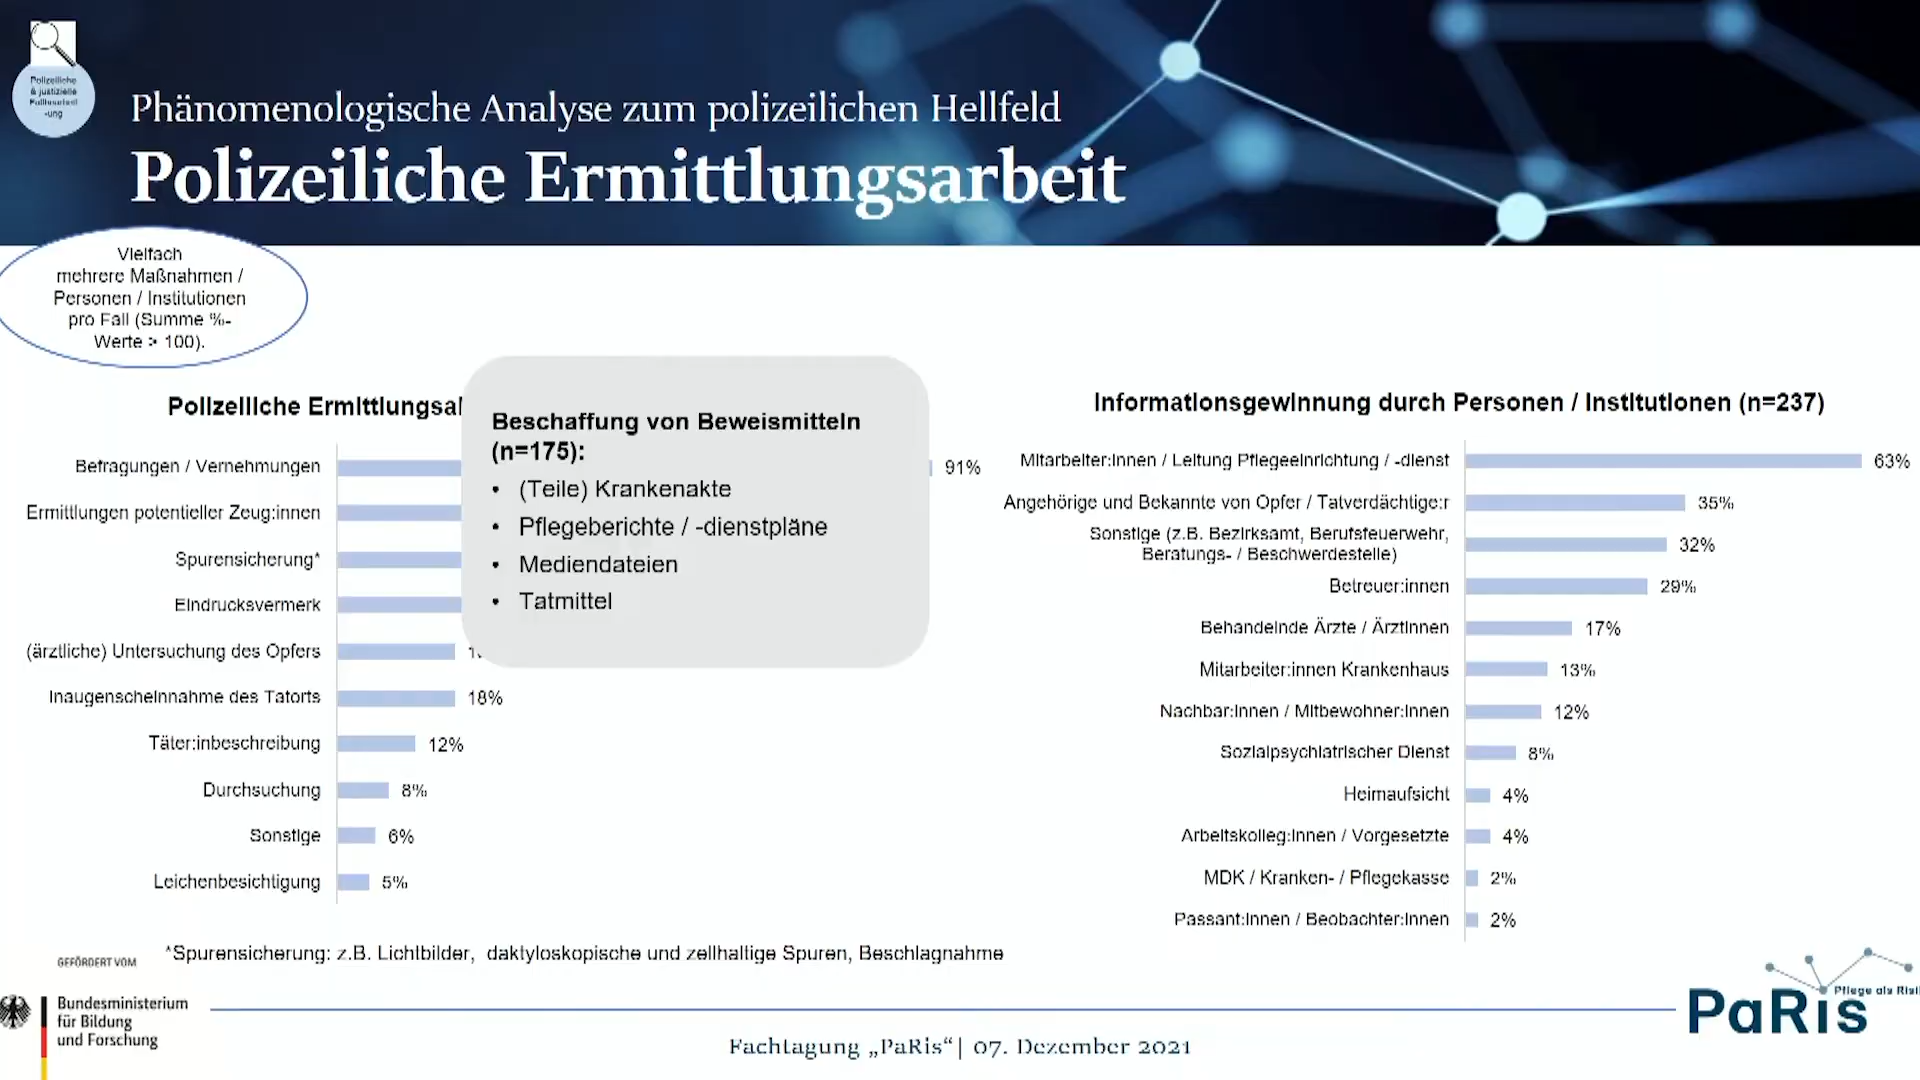 Polizeiliche
& justizielle
-ung
Phänomenologische Analyse zum polizeilichen Hellfeld
Polizeiliche Ermittlungsarbeit
Vielfach
mehrere Maßnahmen /
Personen / Institutionen
pro Fall (Summe %-
Werte > 100).
Polizeiliche
Befragungen / Vernehmungen 91%
Ermittlungen potentieller Zeug:innen
Spurensicherung*
Eindrucksvermerk
(ärztliche) Untersuchung des Opfers
Inaugenscheinnahme des Tatorts 18%
Täter:inbeschreibung 12%
Durchsuchung 8%
Sonstige 6%
Leichenbesichtigung 5%
Beschaffung von Beweismitteln
(n=175):
• (Teile) Krankenakte
• Pflegeberichte / -dienstpläne
• Mediendateien
• Tatmittel
Informationsgewinnung durch Personen / Institutionen (n=237)
Mitarbeiter:innen / Leitung Pflegeeinrichtung / -dienst 63%
Angehörige und Bekannte von Opfer / Tatverdächtige:r 35%
Sonstige (z.B. Bezirksamt, Berufsfeuerwehr,
Beratungs- / Beschwerdestelle) 32%
Betreuer:innen 29%
Behandelnde Ärzte / Ärztinnen 17%
Mitarbeiter:innen Krankenhaus 13%
Nachbar:innen / Mitbewohner:innen 12%
Sozialpsychiatrischer Dienst 8%
Heimaufsicht 4%
Arbeitskolleg:innen / Vorgesetzte 4%
MDK / Kranken- / Pflegekasse 2%
Passant:innen / Beobachter:innen 2%
*Spurensicherung: z.B. Lichtbilder, daktyloskopische und zellhaltige Spuren, Beschlagnahme
GEFÖRDERT VOM
Bundesministerium
für Bildung
und Forschung
Fachtagung „PaRis“| 07. Dezember 2021
Pflege als Risi
PaRis